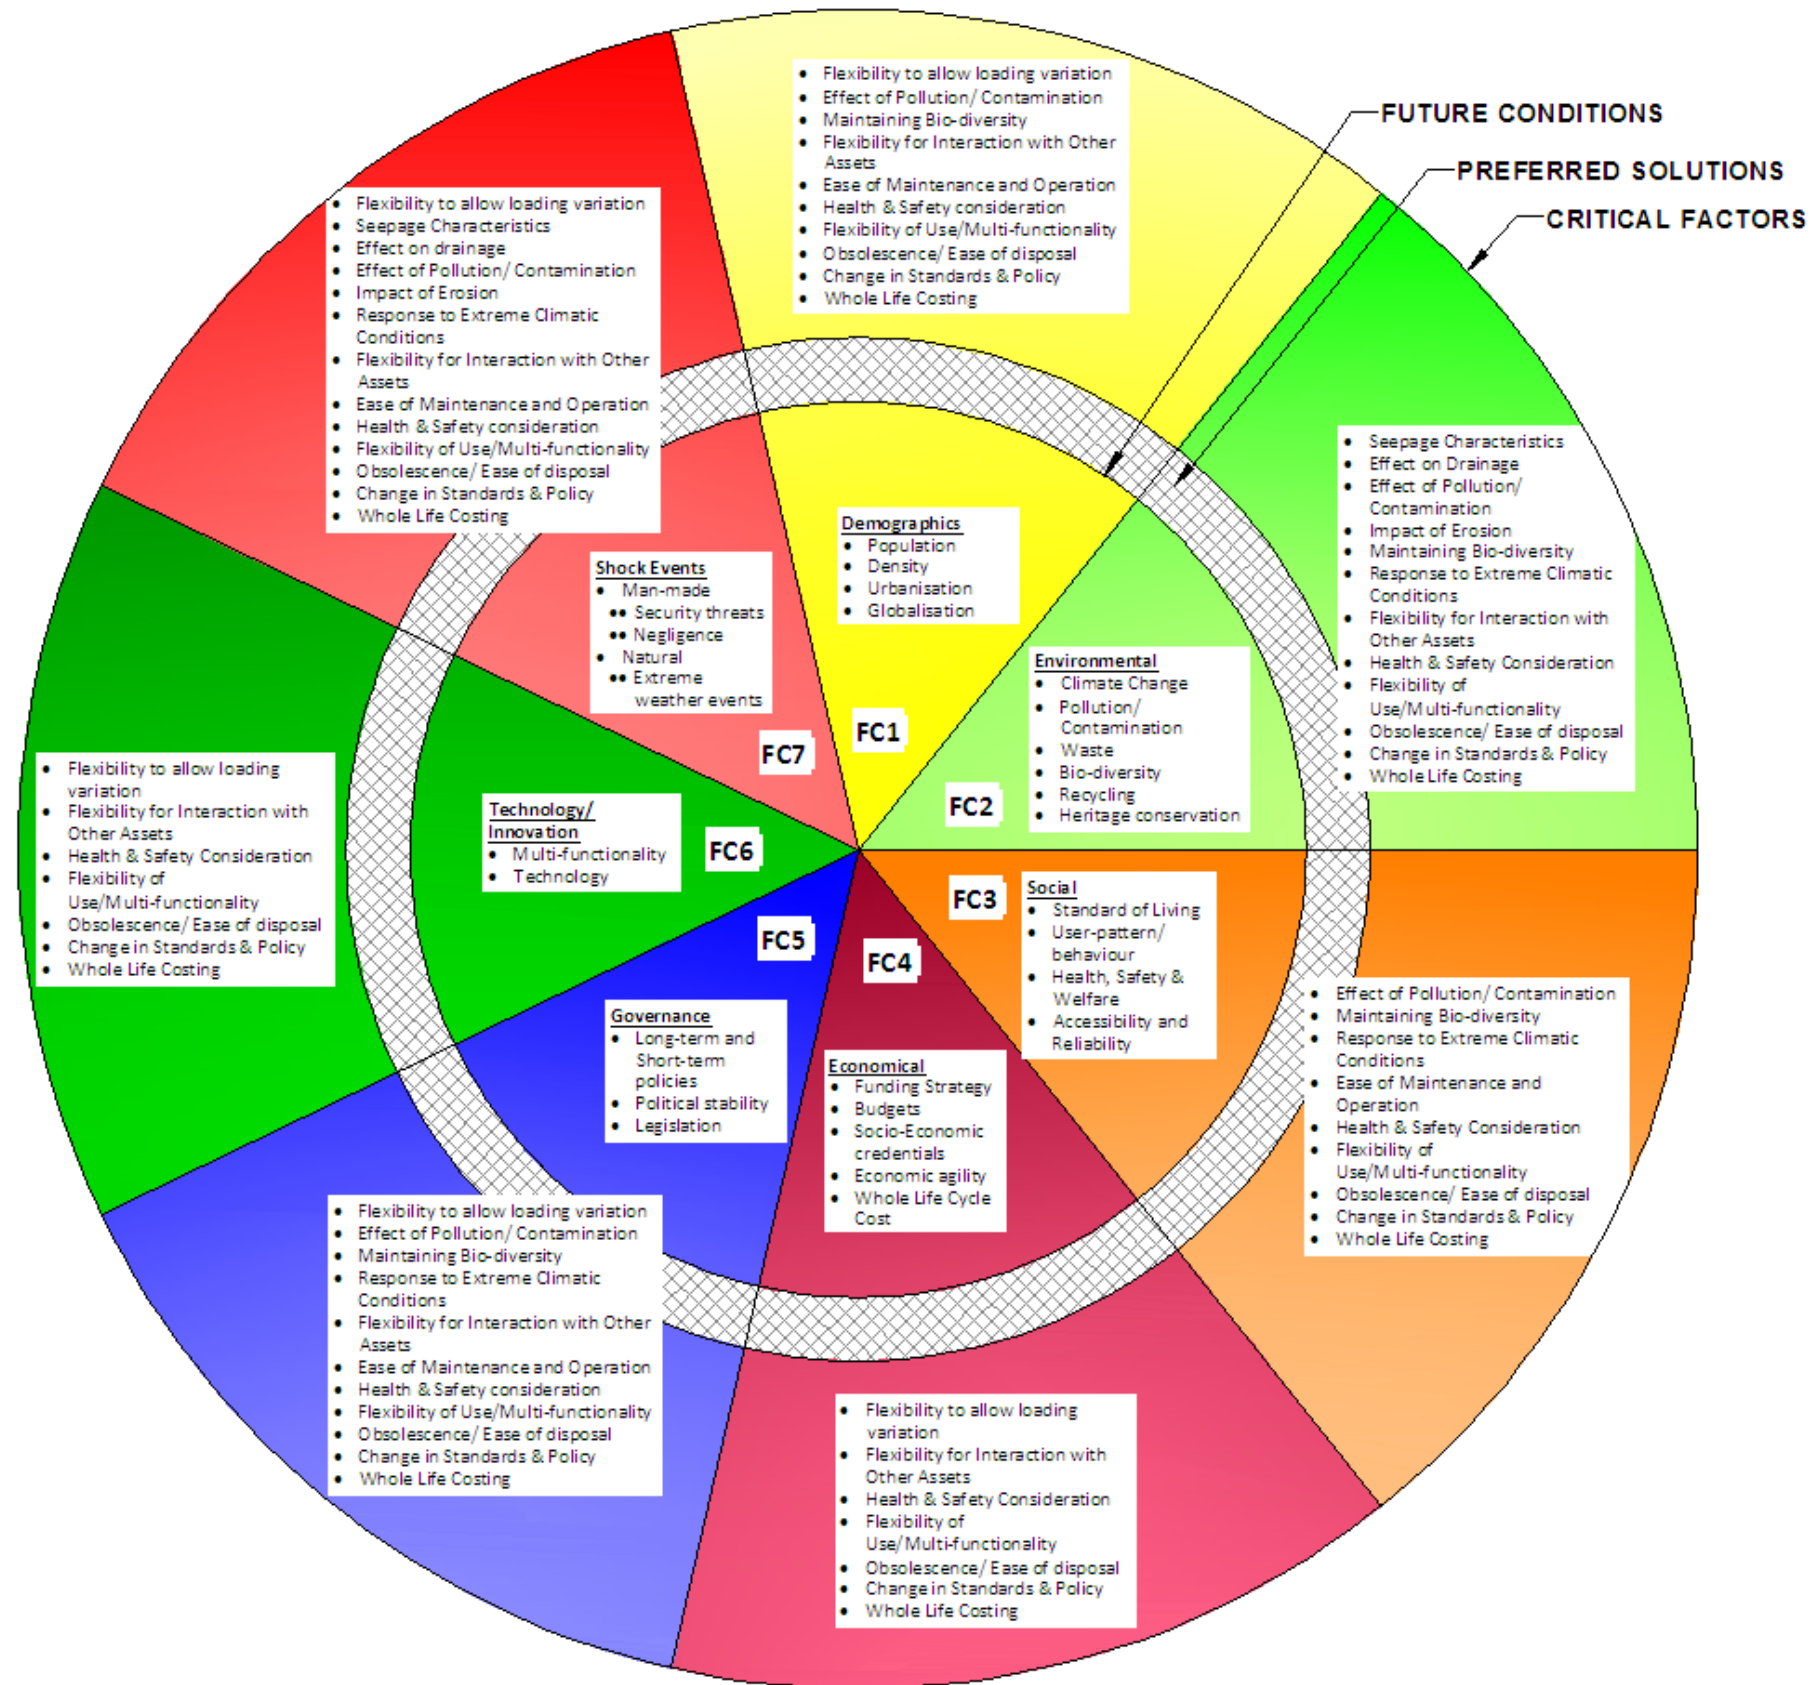 FUTURE CONDITIONS
PREFERRED SOLUTIONS
CRITICAL FACTORS
• Flexibility to allow loading variation
• Effect of Pollution/ Contamination
• Maintaining Bio-diversity
• Flexibility for Interaction with Other
Assets
• Ease of Maintenance and Operation
• Health & Safety consideration
• Flexibility of Use/Multi-functionality
• Obsolescence/ Ease of disposal
• Change in Standards & Policy
• Whole Life Costing
• Flexibility to allow loading variation
• Seepage Characteristics
• Effect on drainage
• Effect of Pollution/ Contamination
• Impact of Erosion
• Response to Extreme Climatic
Conditions
• Flexibility for Interaction with Other
Assets
• Ease of Maintenance and Operation
• Health & Safety consideration
• Flexibility of Use/Multi-functionality
• Obsolescence/ Ease of disposal
• Change in Standards & Policy
• Whole Life Costing
• Seepage Characteristics
• Effect on Drainage
• Effect of Pollution/
Contamination
• Impact of Erosion
• Maintaining Bio-diversity
• Response to Extreme Climatic
Conditions
• Flexibility for Interaction with
Other Assets
• Health & Safety Consideration
• Flexibility of
Use/Multi-functionality
• Obsolescence/ Ease of disposal
• Change in Standards & Policy
• Whole Life Costing
Demographics
• Population
• Density
• Urbanisation
• Globalisation
FC1
Shock Events
• Man-made
•• Security threats
•• Negligence
• Natural
•• Extreme
weather events
FC7
Environmental
• Climate Change
• Pollution/
Contamination
• Waste
• Bio-diversity
• Recycling
• Heritage conservation
FC2
• Flexibility to allow loading
variation
• Flexibility for Interaction with
Other Assets
• Health & Safety Consideration
• Flexibility of
Use/Multi-functionality
• Obsolescence/ Ease of disposal
• Change in Standards & Policy
• Whole Life Costing
Technology/
Innovation
• Multi-functionality
• Technology
FC6
FC3
Social
• Standard of Living
• User-pattern/
behaviour
• Health, Safety &
Welfare
• Accessibility and
Reliability
FC5
Governance
• Long-term and
Short-term
policies
• Political stability
• Legislation
FC4
Economical
• Funding Strategy
• Budgets
• Socio-Economic
credentials
• Economic agility
• Whole Life Cycle
Cost
• Effect of Pollution/ Contamination
• Maintaining Bio-diversity
• Response to Extreme Climatic
Conditions
• Ease of Maintenance and
Operation
• Health & Safety Consideration
• Flexibility of
Use/Multi-functionality
• Obsolescence/ Ease of disposal
• Change in Standards & Policy
• Whole Life Costing
• Flexibility to allow loading variation
• Effect of Pollution/ Contamination
• Maintaining Bio-diversity
• Response to Extreme Climatic
Conditions
• Flexibility for Interaction with Other
Assets
• Ease of Maintenance and Operation
• Health & Safety consideration
• Flexibility of Use/Multi-functionality
• Obsolescence/ Ease of disposal
• Change in Standards & Policy
• Whole Life Costing
• Flexibility to allow loading
variation
• Flexibility for Interaction with
Other Assets
• Health & Safety Consideration
• Flexibility of
Use/Multi-functionality
• Obsolescence/ Ease of disposal
• Change in Standards & Policy
• Whole Life Costing